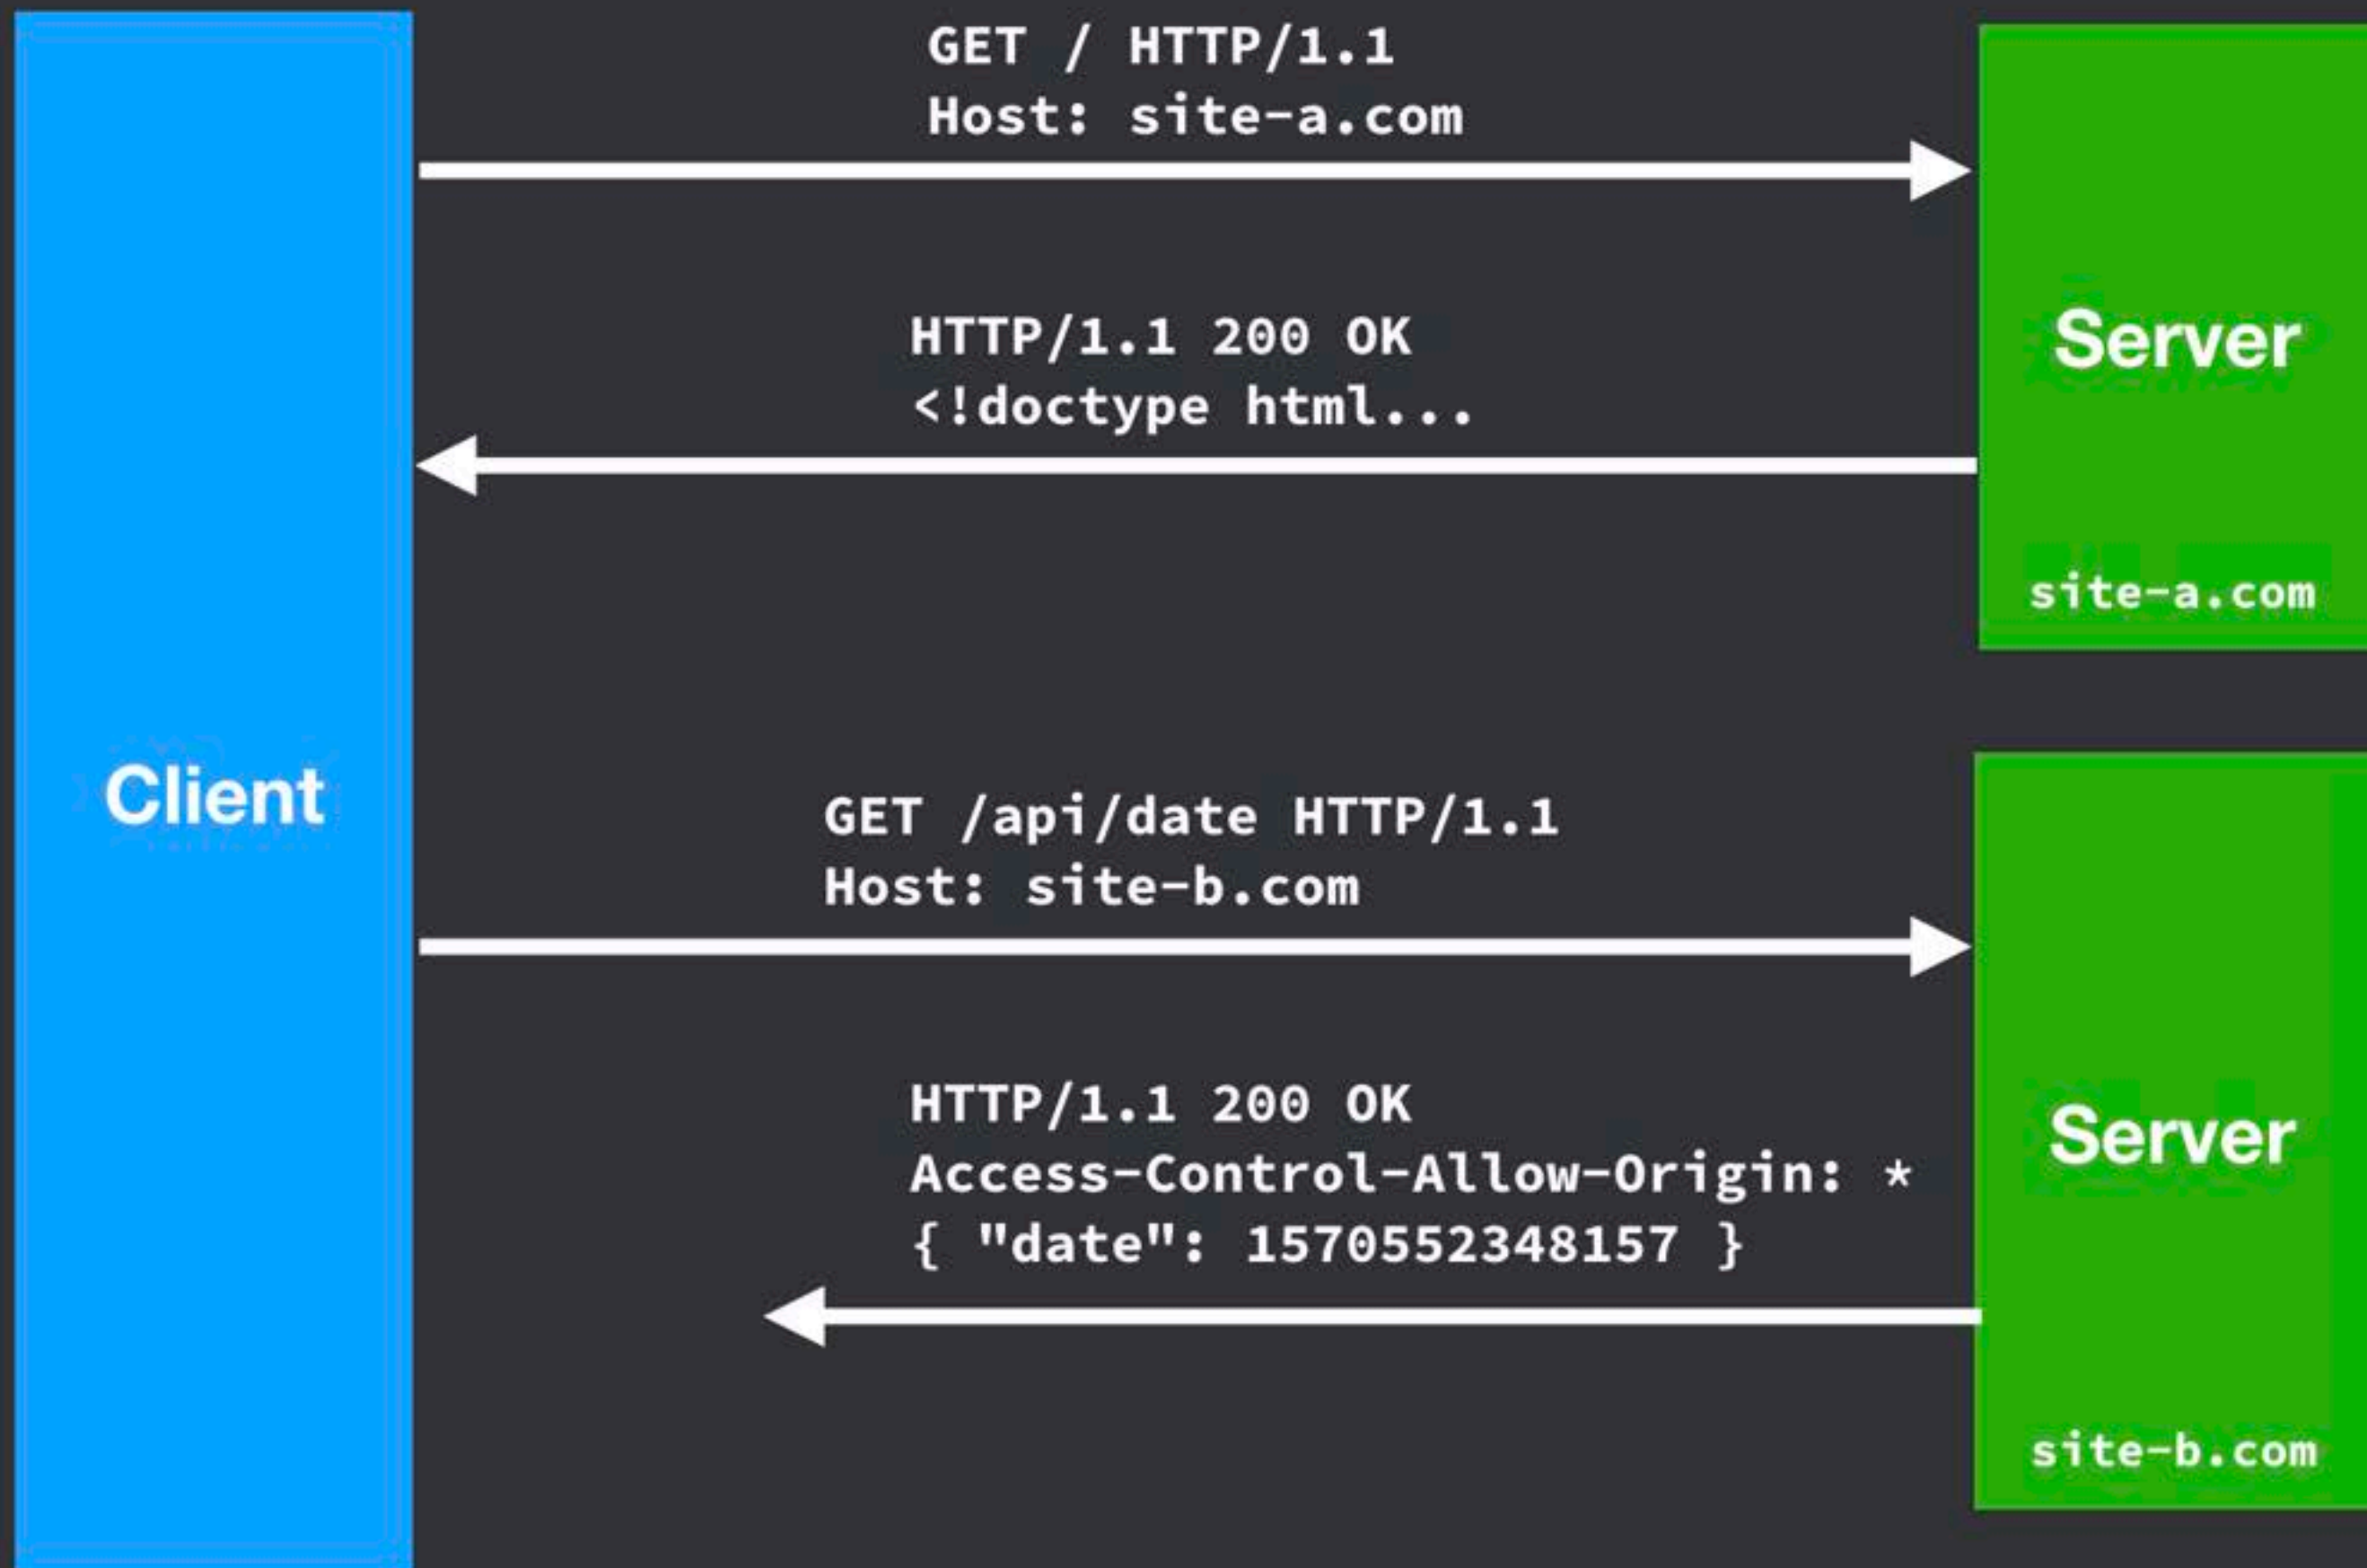 GET / HTTP/1.1
Host: site-a.com
HTTP/1.1 200 OK
<!doctype html...
Server
site-a.com
Client
GET /api/date HTTP/1.1
Host: site-b.com
HTTP/1.1 200 OK
Access-Control-Allow-Origin: *
{ "date": 1570552348157 }
Server
site-b.com